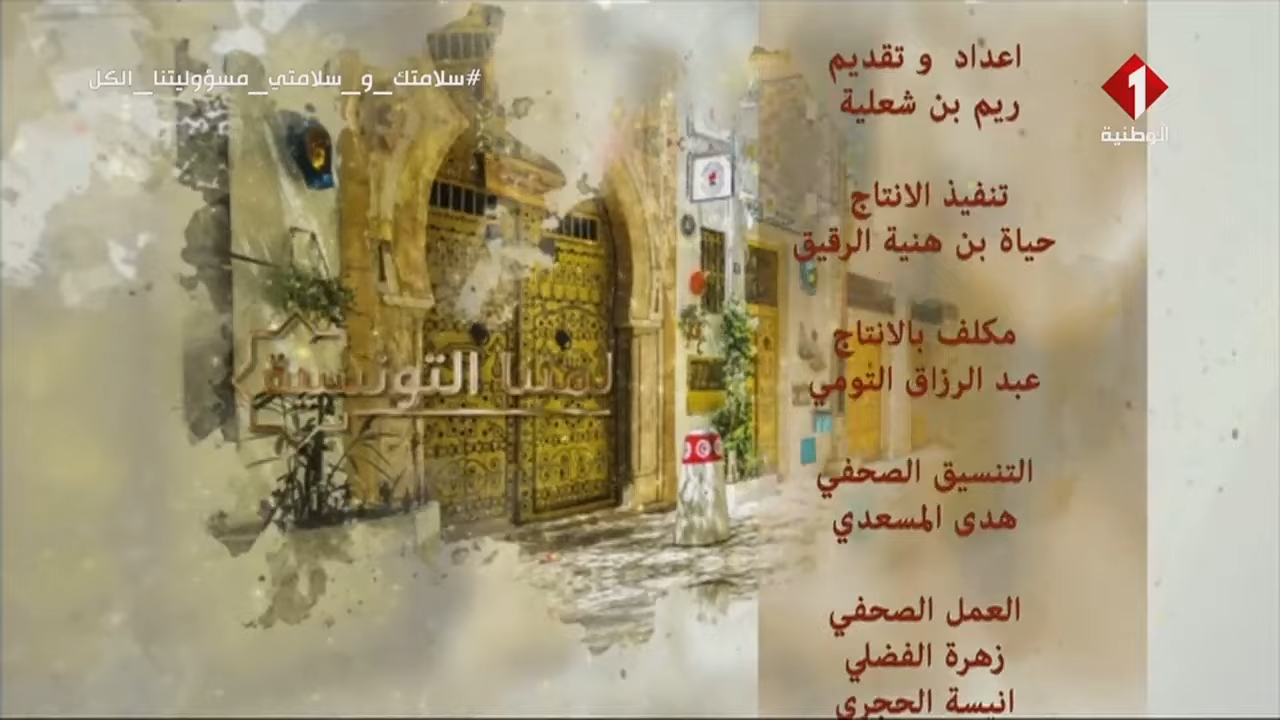 #سلامتك_و_سلامتي_مسؤوليتنا_الكل
1
الوطنية
لمتنا التونسية
اعداد و تقديم
ريم بن شعلية
تنفيذ الانتاج
حياة بن هنية الرقيق
مكلف بالانتاج
عبد الرزاق التومي
التنسيق الصحفي
هدى المسعدي
العمل الصحفي
زهرة الفضلي
انيسة الحجري